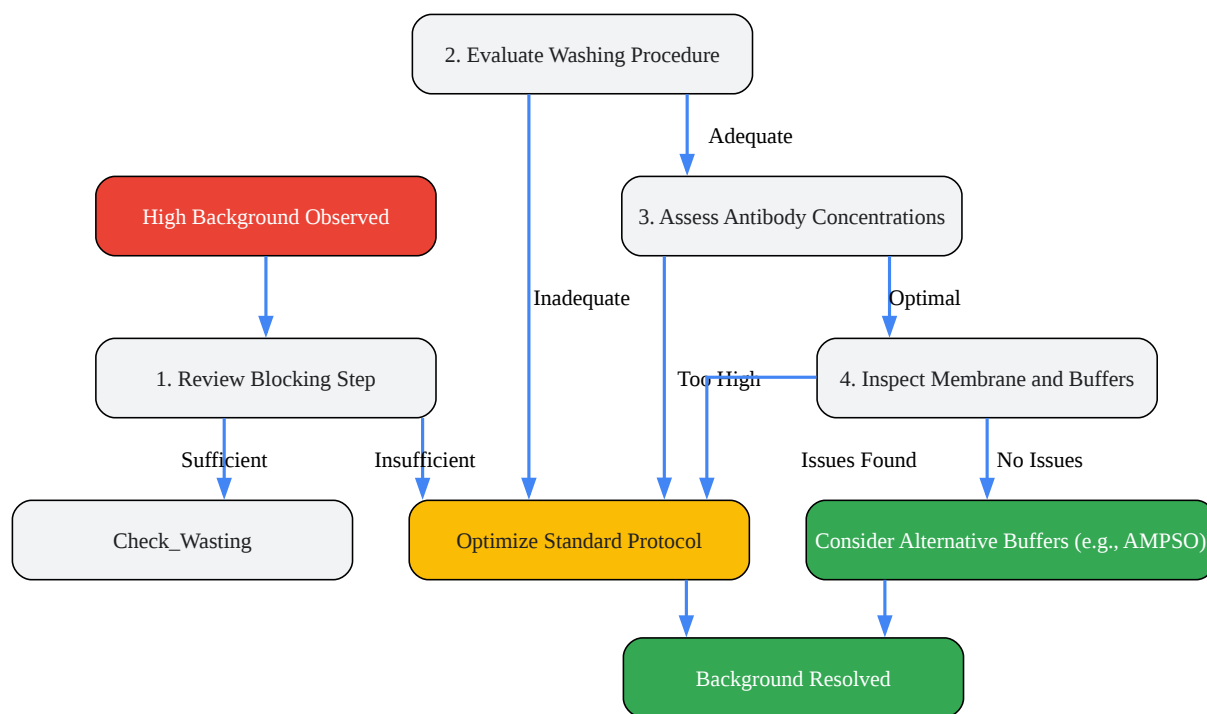 2. Evaluate Washing Procedure
Adequate
High Background Observed
3. Assess Antibody Concentrations
Inadequate
Optimal
1. Review Blocking Step
Too High
4. Inspect Membrane and Buffers
Sufficient
Insufficient
Issues Found
No Issues
Check_Wasting
Optimize Standard Protocol
Consider Alternative Buffers (e.g., AMPSO)
Background Resolved